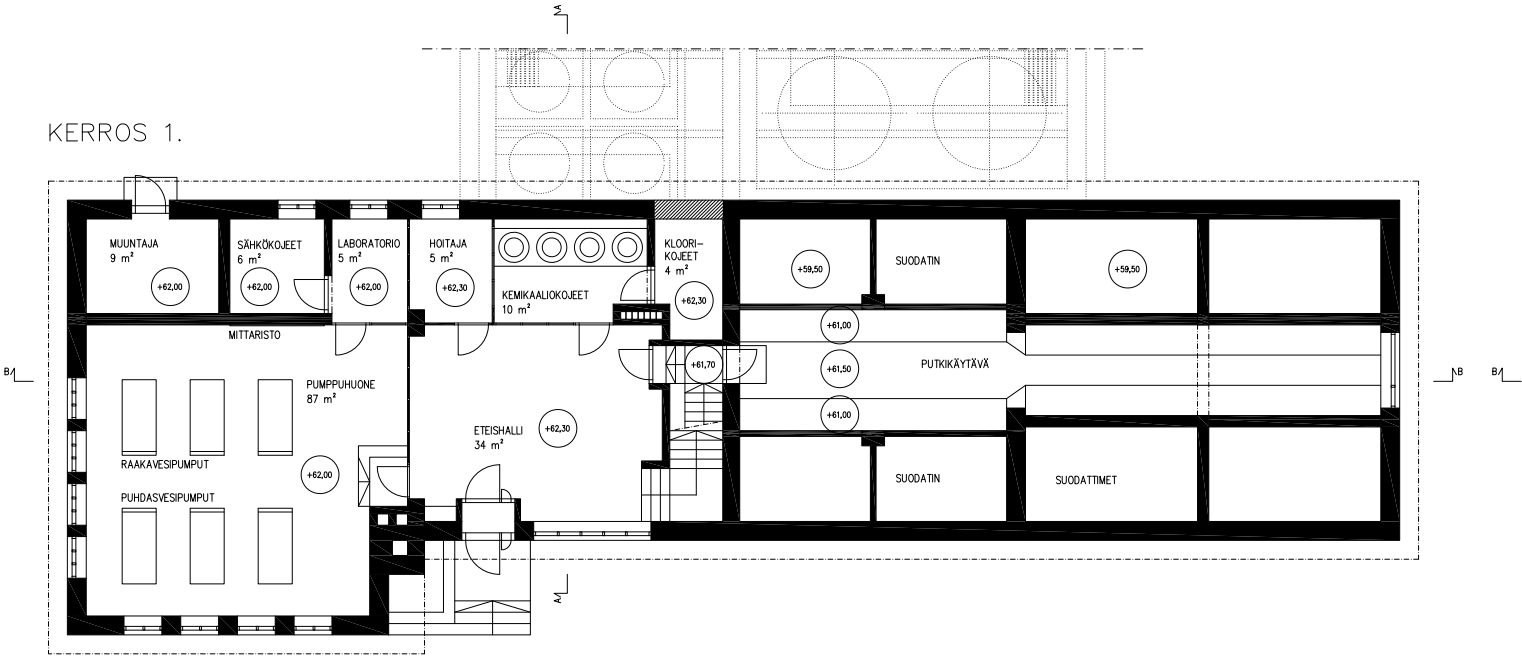 A
KERROS 1.
MUUNTAJA
9 m²
+62,00
SÄHKÖKOJEET
6 m²
+62,00
LABORATORIO
5 m²
+62,00
HOITAJA
5 m²
+62,30
KEMIKAALIOKOJEET
10 m²
KLOORI-
KOJEET
4 m²
+62,30
+59,50
SUODATIN
+59,50
MITTARISTO
PUMPPUHUONE
87 m²
+61,00
+61,70
+61,50
PUTKIKÄYTÄVÄ
+61,00
B
B
B
ETEISHALLI
34 m²
+62,30
RAAKAVESIPUMPUT
+62,00
PUHDASVESIPUMPUT
SUODATIN
SUODATTIMET
A